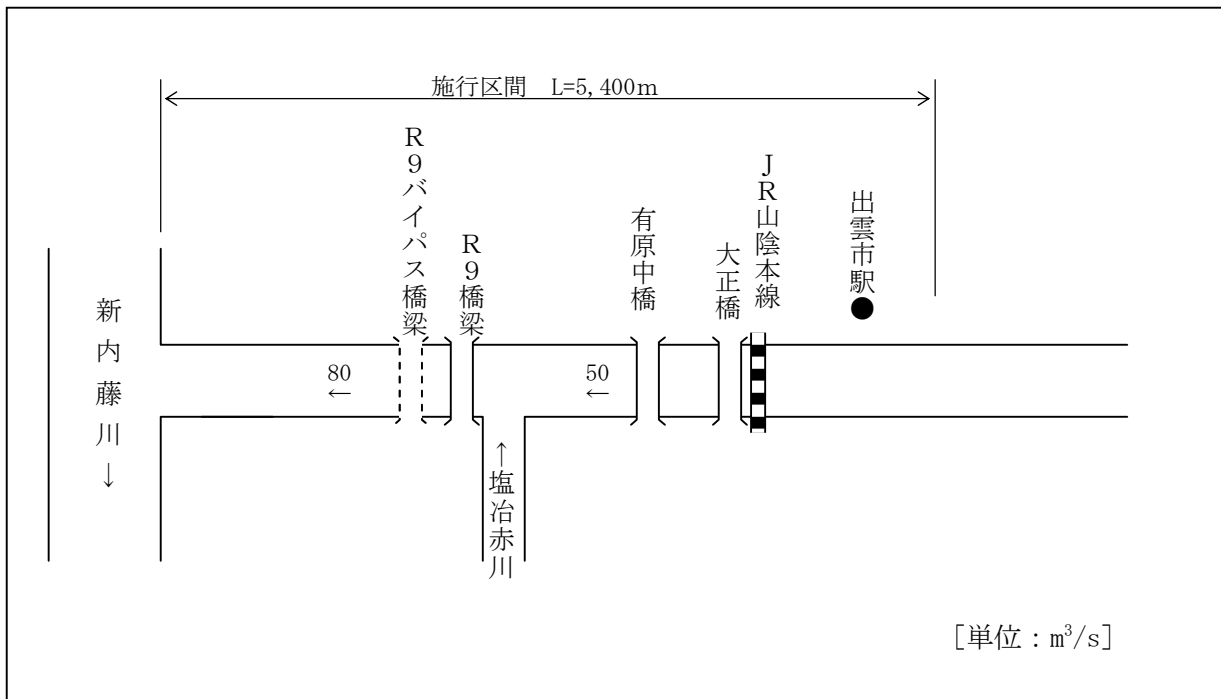 施行区間 L=5,400m
R9バイパス橋梁
R9橋梁
有原中橋
大正橋
JR山陰本線
出雲市駅
新内藤川↓
80
←
50
←
↑塩冶赤川
[単位：m³/s]